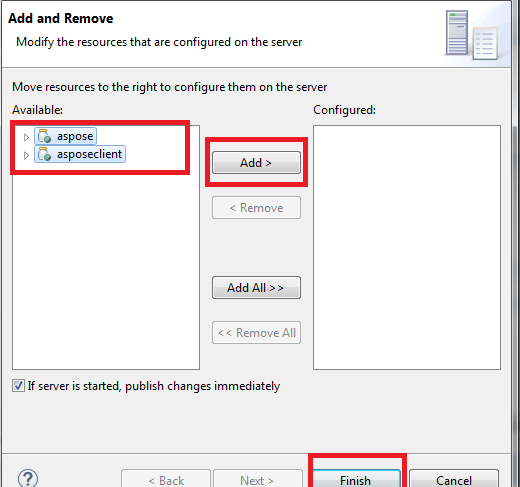 Add and Remove
Modify the resources that are configured on the server
Move resources to the right to configure them on the server
Available:
Configured:
aspose
asposeclient
Add >
< Remove
Add All >>
<< Remove All
If server is started, publish changes immediately
?
< Back
Next >
Finish
Cancel